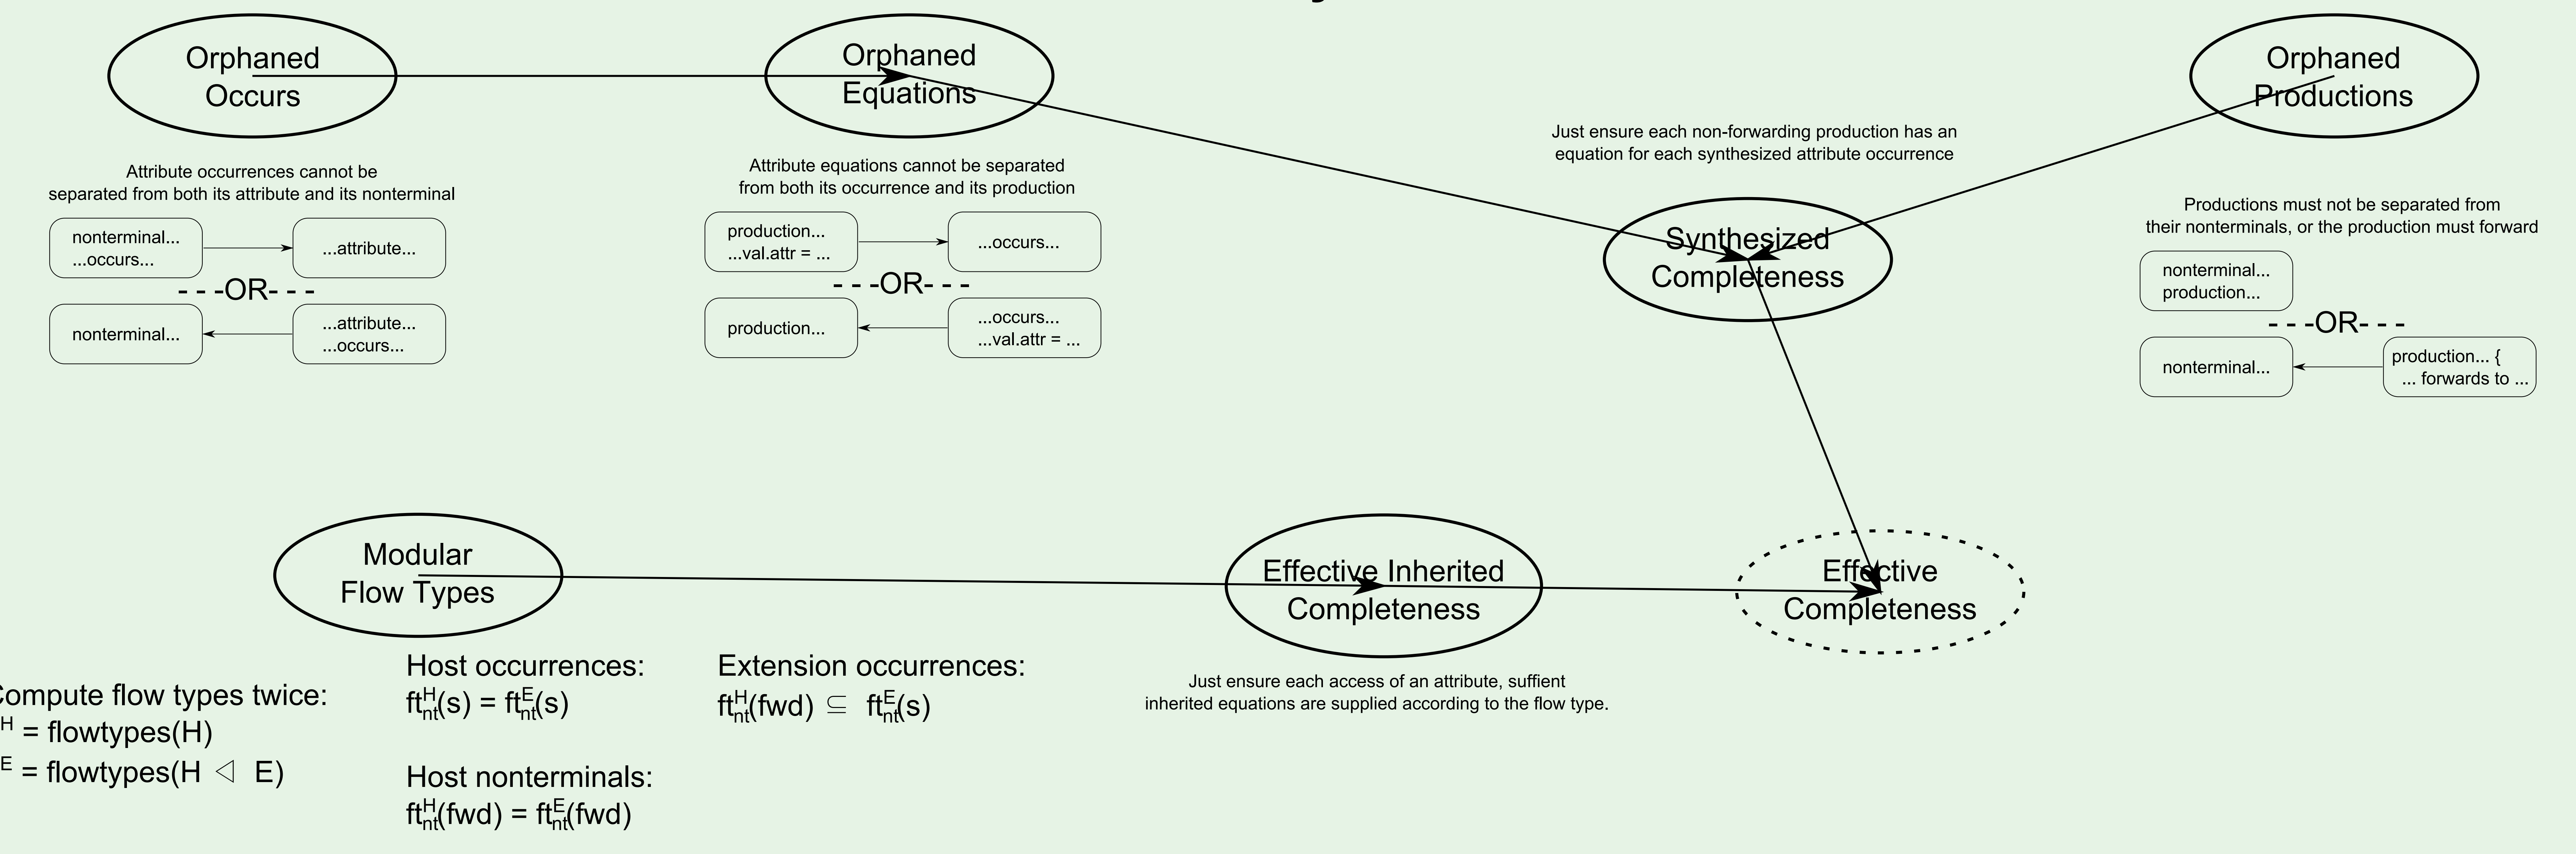 Orphaned
Occurs
Orphaned
Equations
Orphaned
Productions
Attribute occurrences cannot be
separated from both its attribute and its nonterminal
nonterminal...
...occurs...
...attribute...
- - -OR- - -
nonterminal...
...attribute...
...occurs...
Attribute equations cannot be separated
from both its occurrence and its production
production...
...val.attr = ...
...occurs...
- - -OR- - -
production...
...occurs...
...val.attr = ...
Just ensure each non-forwarding production has an
equation for each synthesized attribute occurrence
Synthesized
Completeness
Productions must not be separated from
their nonterminals, or the production must forward
nonterminal...
production...
- - -OR- - -
nonterminal...
production... {
... forwards to ...
Modular
Flow Types
Effective Inherited
Completeness
Effective
Completeness
Compute flow types twice:
H = flowtypes(H)
E = flowtypes(H ◁ E)
Host occurrences:
ft^H_nt(s) = ft^E_nt(s)
Host nonterminals:
ft^H_nt(fwd) = ft^E_nt(fwd)
Extension occurrences:
ft^H_nt(fwd) ⊆ ft^E_nt(s)
Just ensure each access of an attribute, suffient
inherited equations are supplied according to the flow type.